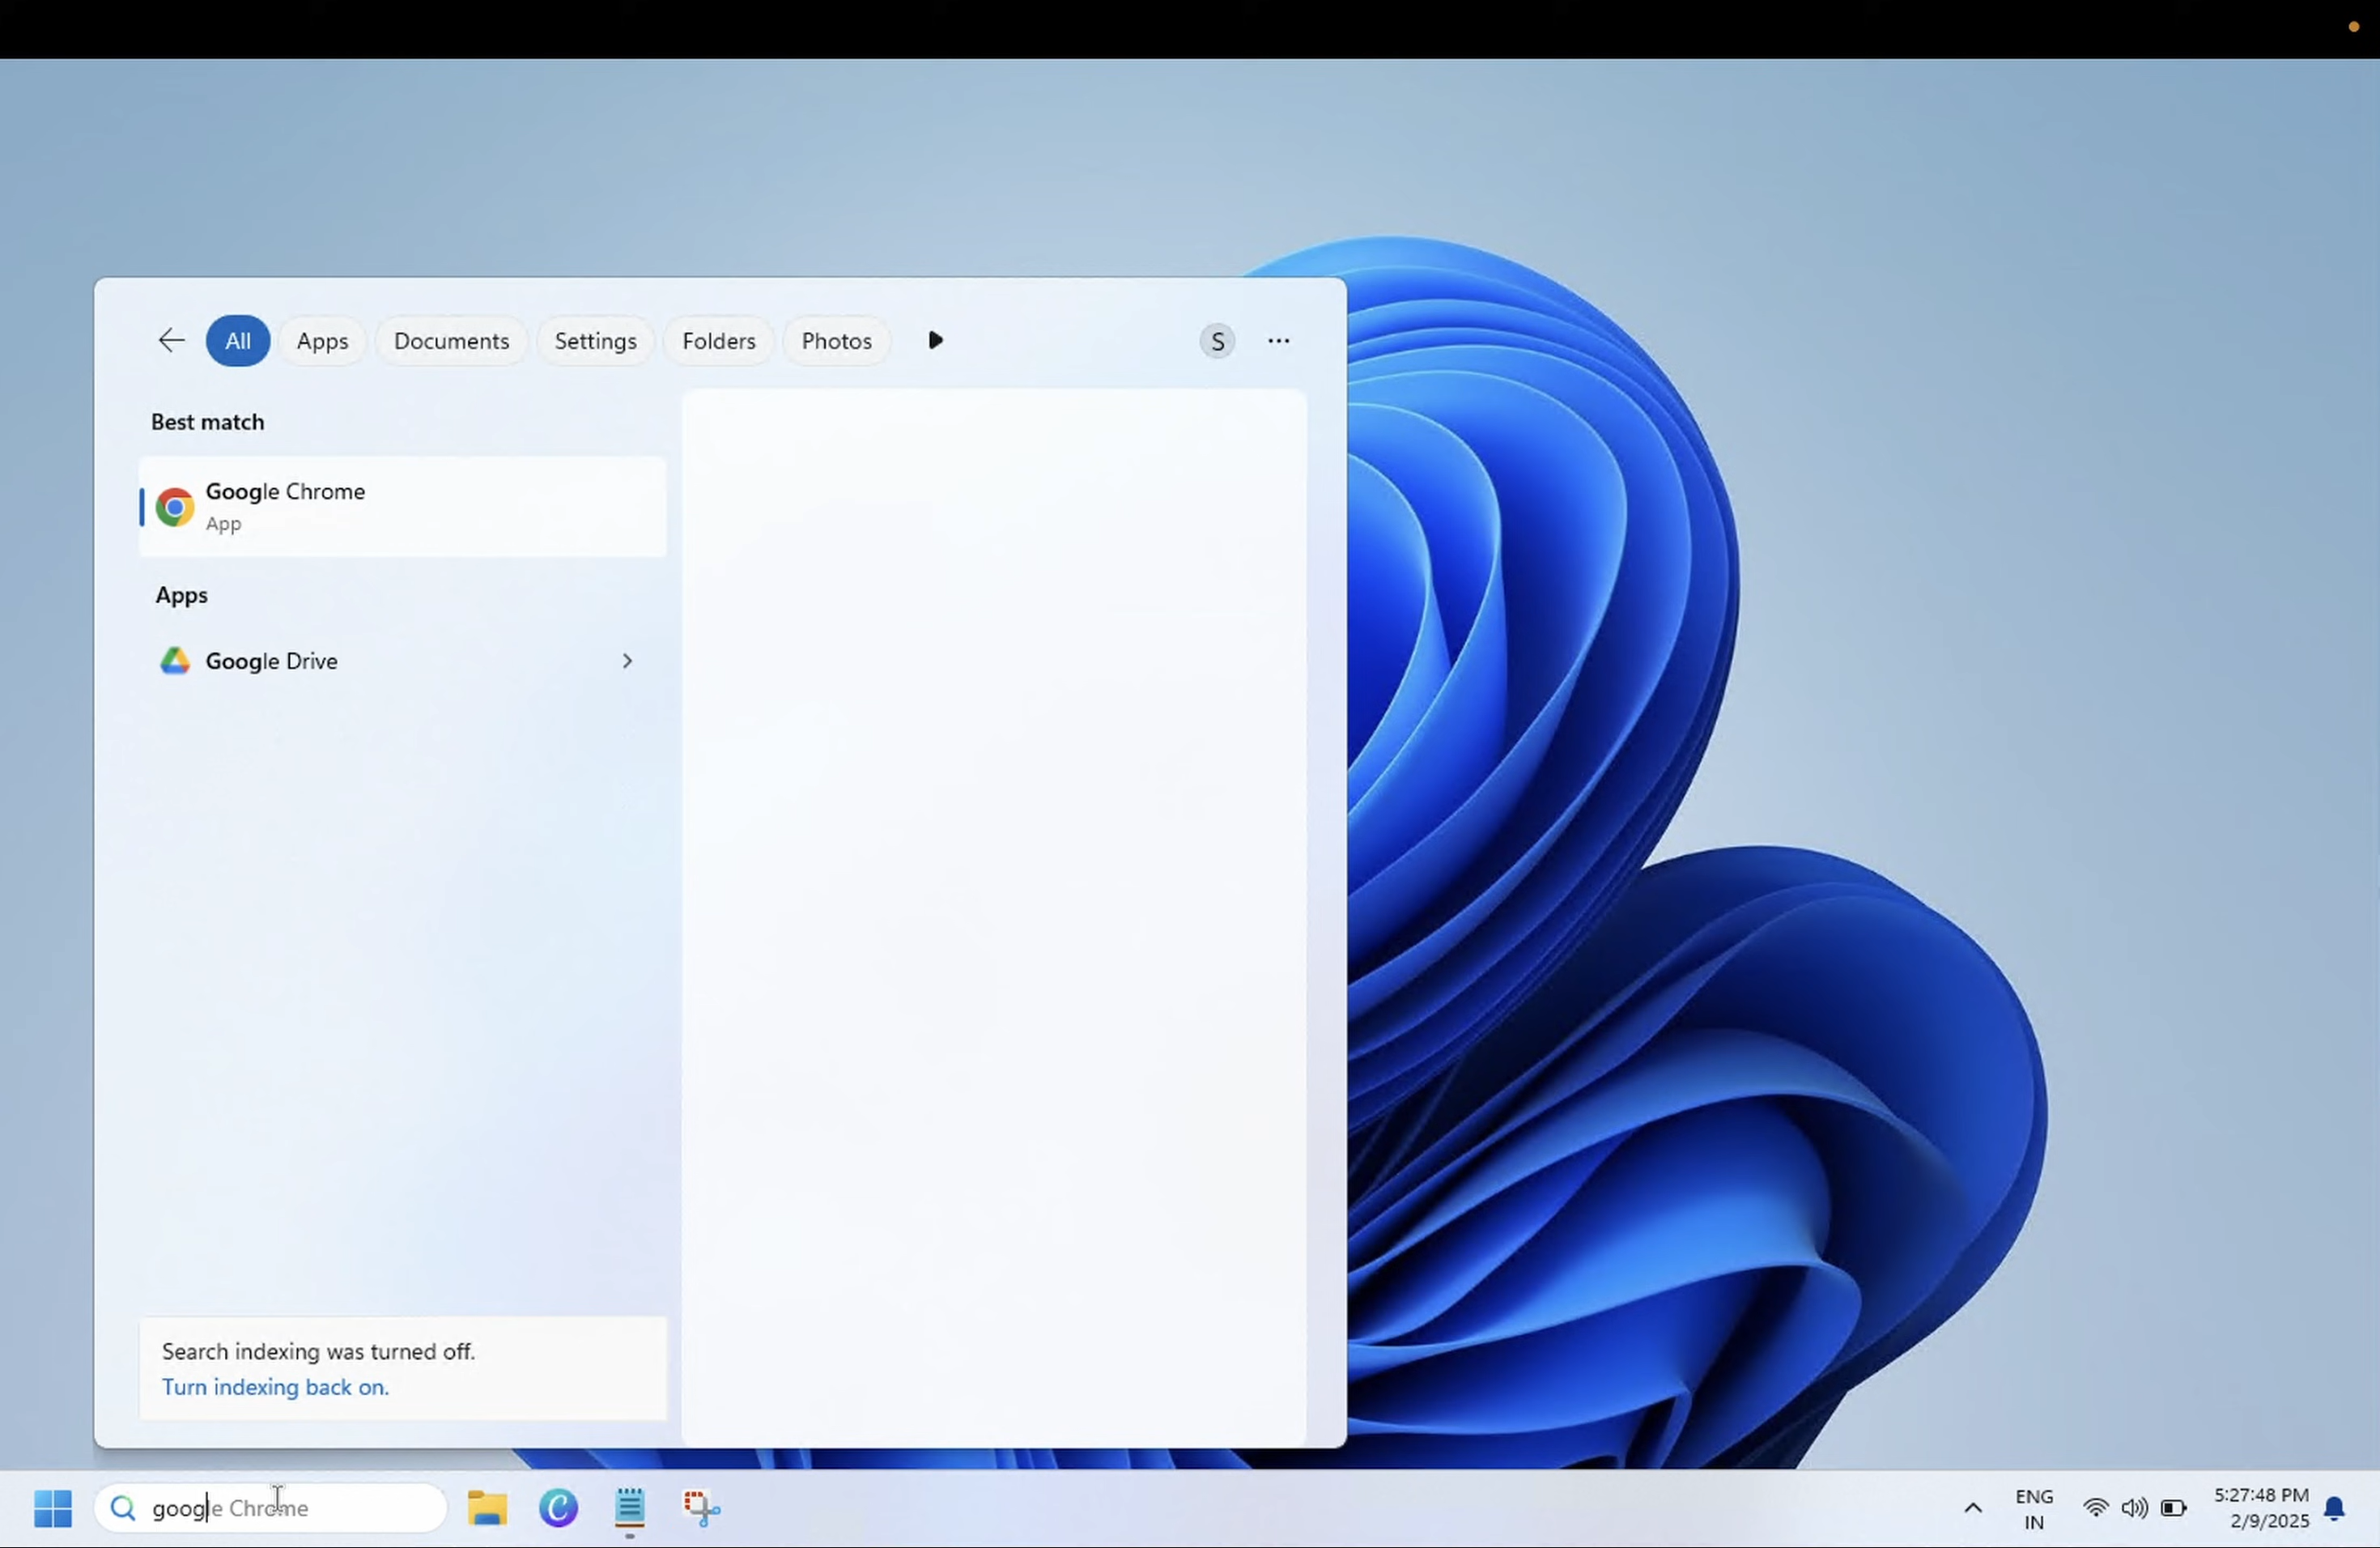 All Apps Documents Settings Folders Photos S
Best match
Google Chrome
App
Apps
Google Drive
Search indexing was turned off.
Turn indexing back on.
google Chrome
ENG
IN
5:27:48 PM
2/9/2025